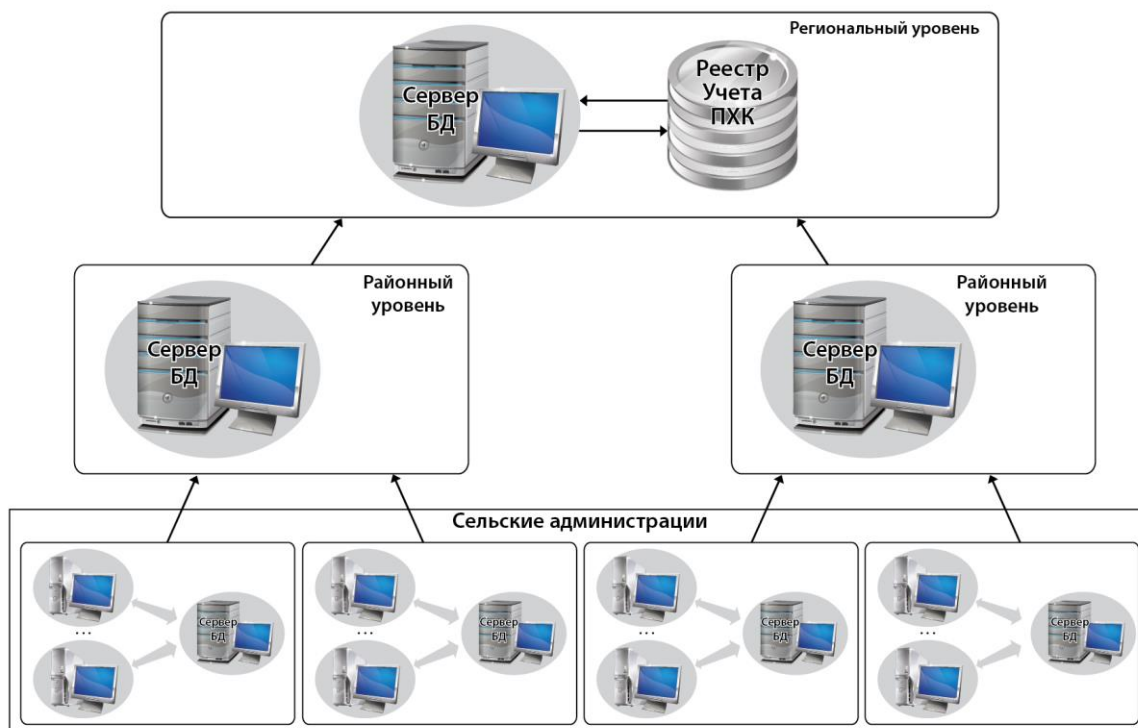 Региональный уровень
Сервер
БД
Реестр
Учета
ПХК
Районный
уровень
Сервер
БД
Районный
уровень
Сервер
БД
Сельские администрации
...
Сервер
БД
...
Сервер
БД
...
Сервер
БД
...
Сервер
БД